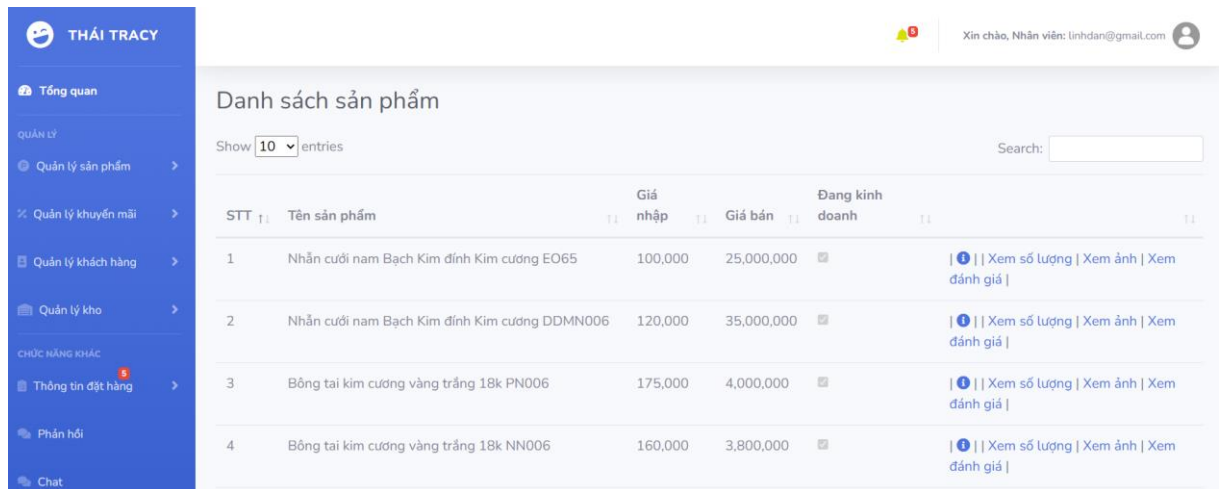 THÁI TRACY
5
Xin chào, Nhân viên: linhdan@gmail.com
Tổng quan
QUẢN LÝ
Quản lý sản phẩm
Quản lý khuyến mãi
Quản lý khách hàng
Quản lý kho
CHỨC NĂNG KHÁC
5
Thông tin đặt hàng
Phản hồi
Chat
Danh sách sản phẩm
Show 10 entries
Search:
STT Tên sản phẩm Giá nhập Giá bán Đang kinh doanh
1 Nhẫn cưới nam Bạch Kim đính Kim cương EO65 100,000 25,000,000 | | | Xem số lượng | Xem ảnh | Xem
đánh giá |
2 Nhẫn cưới nam Bạch Kim đính Kim cương DDMN006 120,000 35,000,000 | | | Xem số lượng | Xem ảnh | Xem
đánh giá |
3 Bông tai kim cương vàng trắng 18k PN006 175,000 4,000,000 | | | Xem số lượng | Xem ảnh | Xem
đánh giá |
4 Bông tai kim cương vàng trắng 18k NN006 160,000 3,800,000 | | | Xem số lượng | Xem ảnh | Xem
đánh giá |